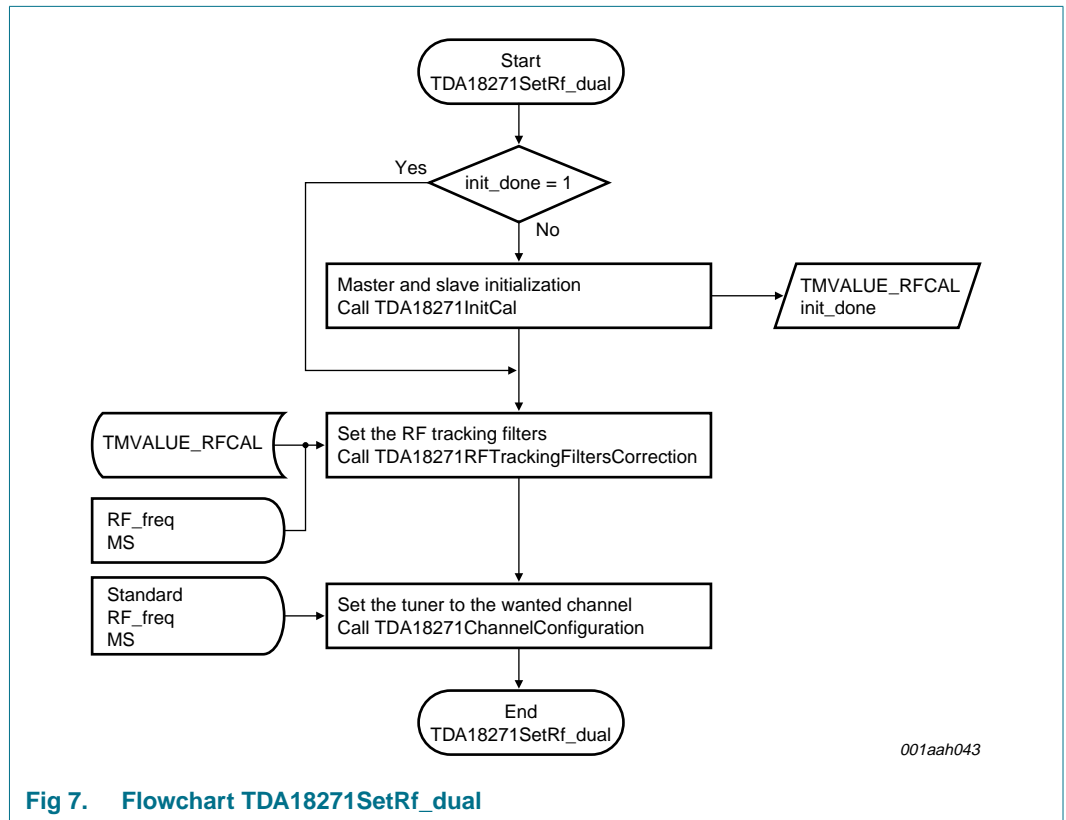 Start
TDA18271SetRf_dual
Yes
init_done = 1
No
Master and slave initialization
Call TDA18271InitCal
TMVALUE_RFCAL
init_done
TMVALUE_RFCAL
Set the RF tracking filters
Call TDA18271RFTrackingFiltersCorrection
RF_freq
MS
Standard
RF_freq
MS
Set the tuner to the wanted channel
Call TDA18271ChannelConfiguration
End
TDA18271SetRf_dual
001aah043
Fig 7. Flowchart TDA18271SetRf_dual